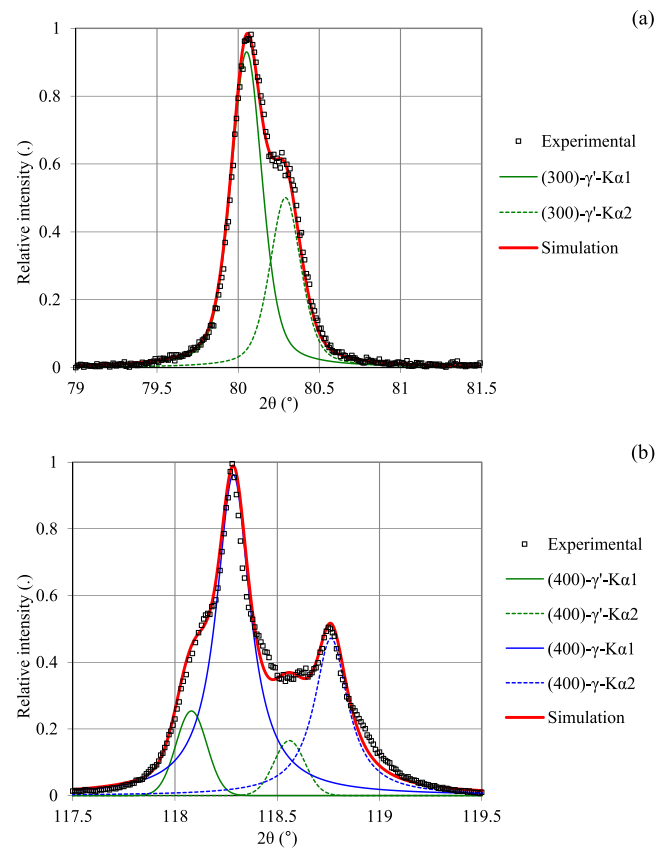 (a)
Relative intensity (.)
1
0.8
0.6
0.4
0.2
0
79
79.5
80
80.5
81
81.5
2θ (°)
Experimental
(300)-γ'-Kα1
(300)-γ'-Kα2
Simulation
(b)
Relative intensity (.)
1
0.8
0.6
0.4
0.2
0
117.5
118
118.5
119
119.5
2θ (°)
Experimental
(400)-γ'-Kα1
(400)-γ'-Kα2
(400)-γ-Kα1
(400)-γ-Kα2
Simulation